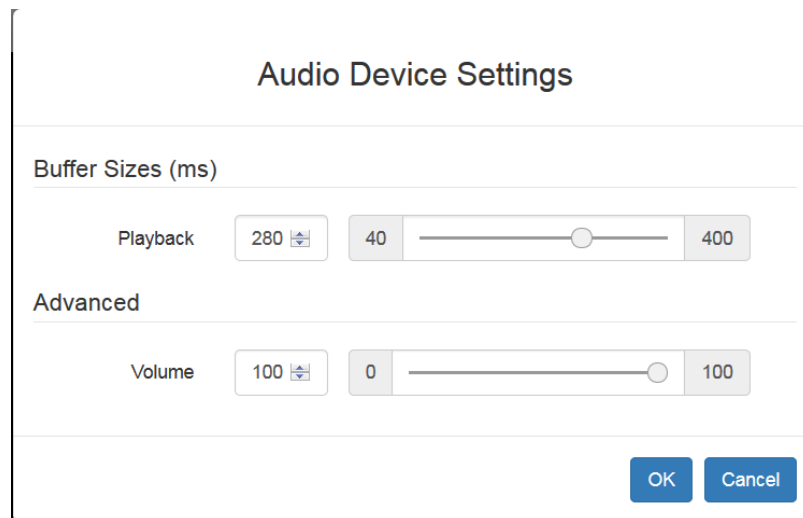 Audio Device Settings
Buffer Sizes (ms)
Playback 280 40 400
Advanced
Volume 100 0 100
OK Cancel